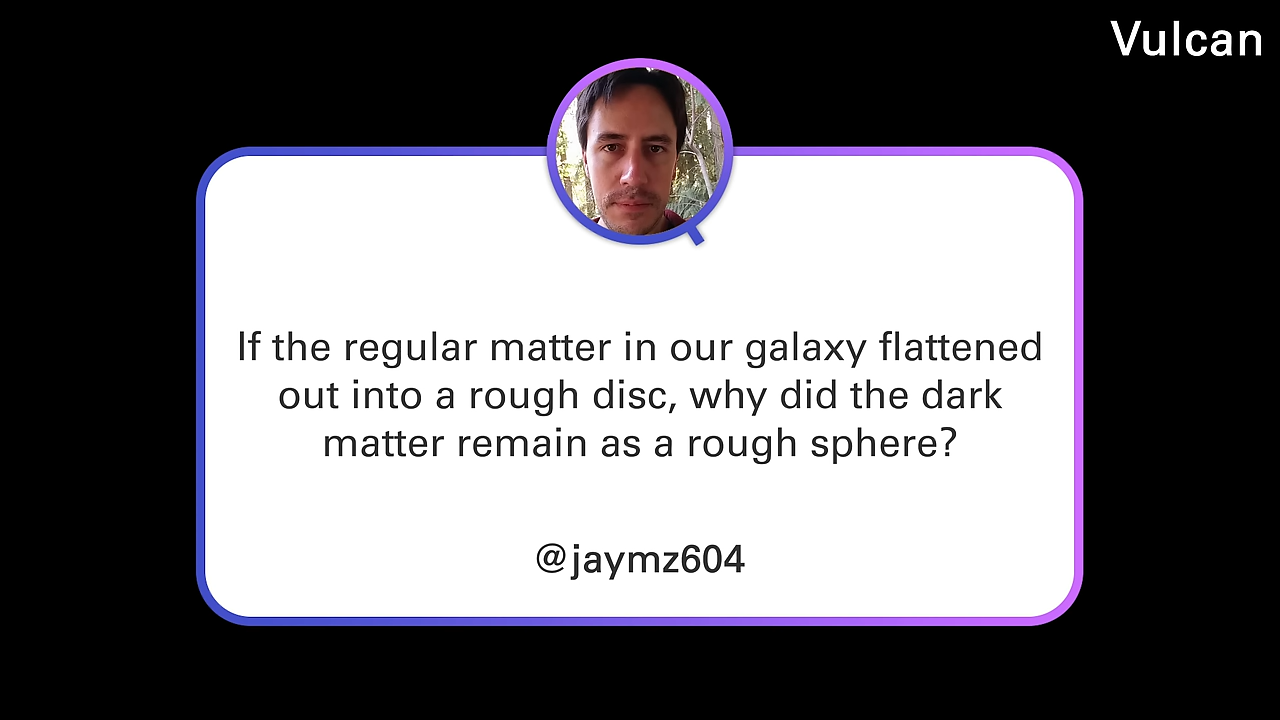 Vulcan
If the regular matter in our galaxy flattened
out into a rough disc, why did the dark
matter remain as a rough sphere?
@jaymz604